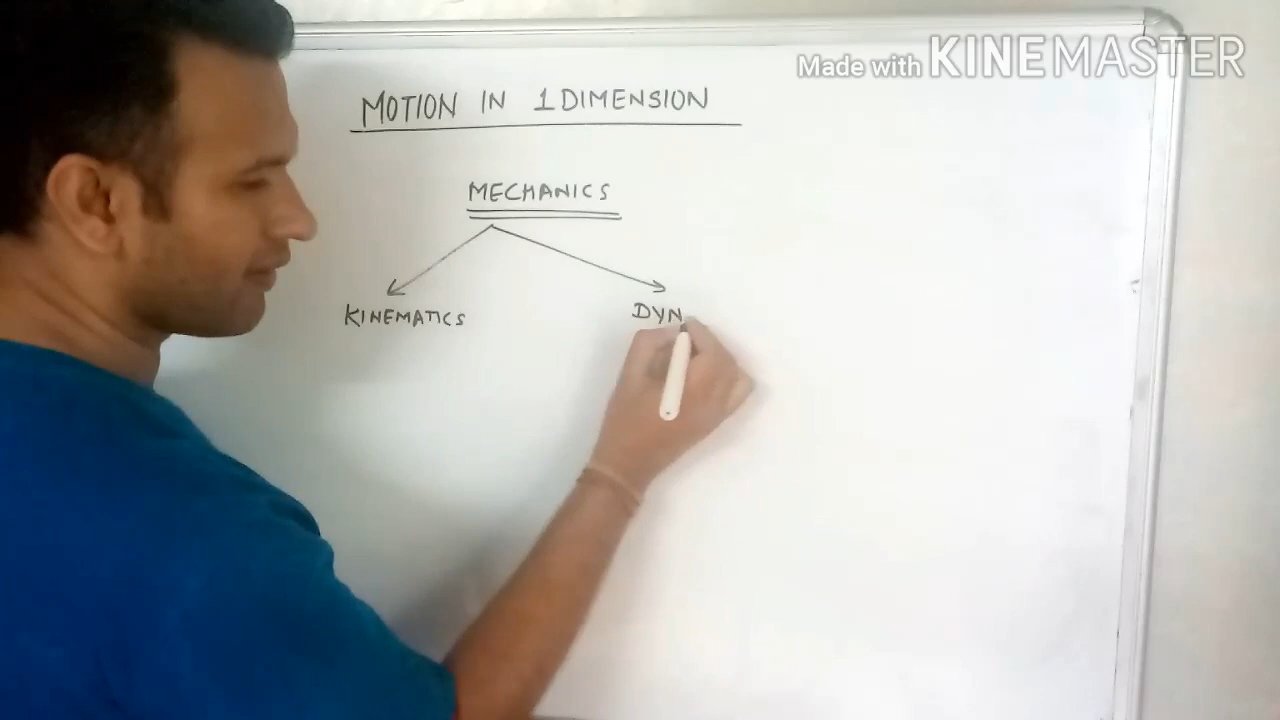 Made with KINEMASTER
MOTION IN 1 DIMENSION
MECHANICS
KINEMATICS
DYN